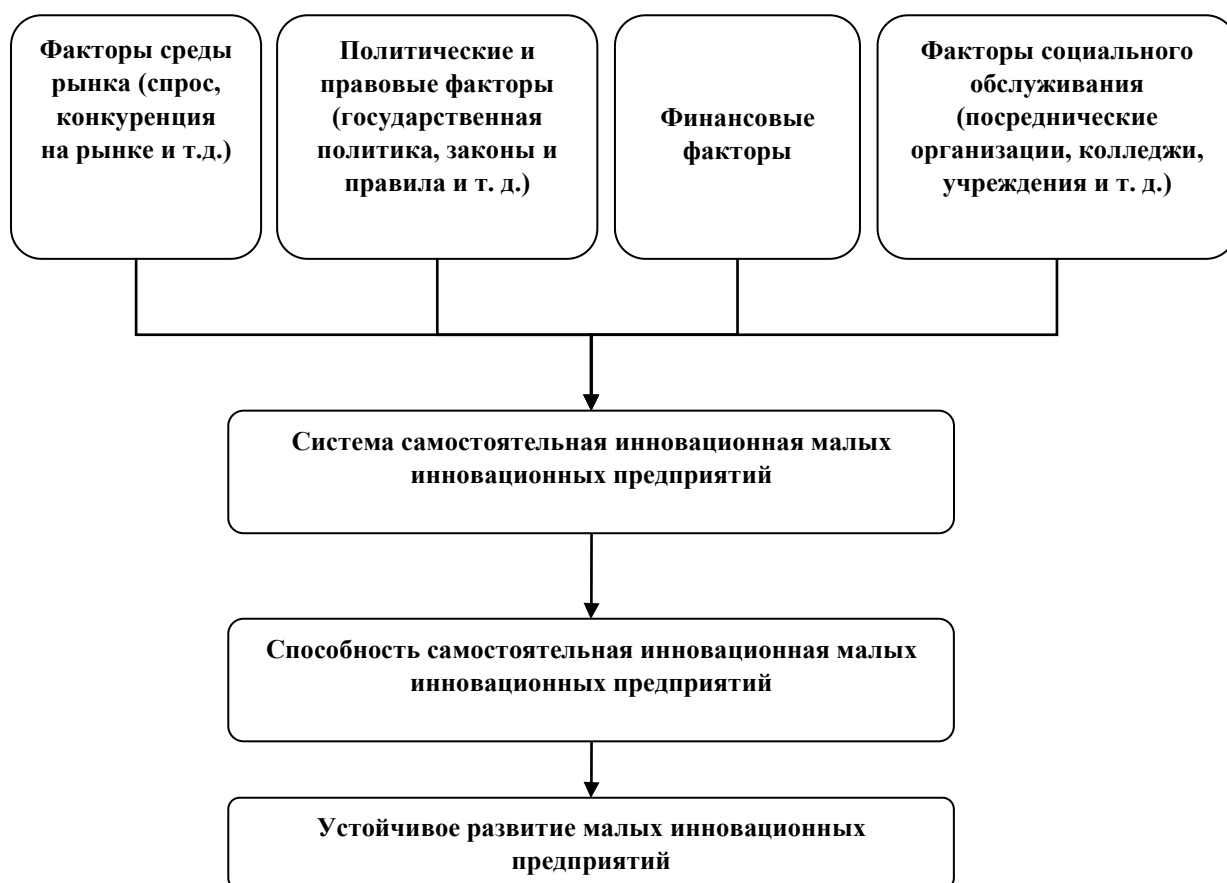 Факторы среды
рынка (спрос,
конкуренция
на рынке и т.д.)
Политические и
правовые факторы
(государственная
политика, законы и
правила и т. д.)
Финансовые
факторы
Факторы социального
обслуживания
(посреднические
организации, колледжи,
учреждения и т. д.)
Система самостоятельная инновационная малых
инновационных предприятий
Способность самостоятельная инновационная малых
инновационных предприятий
Устойчивое развитие малых инновационных
предприятий